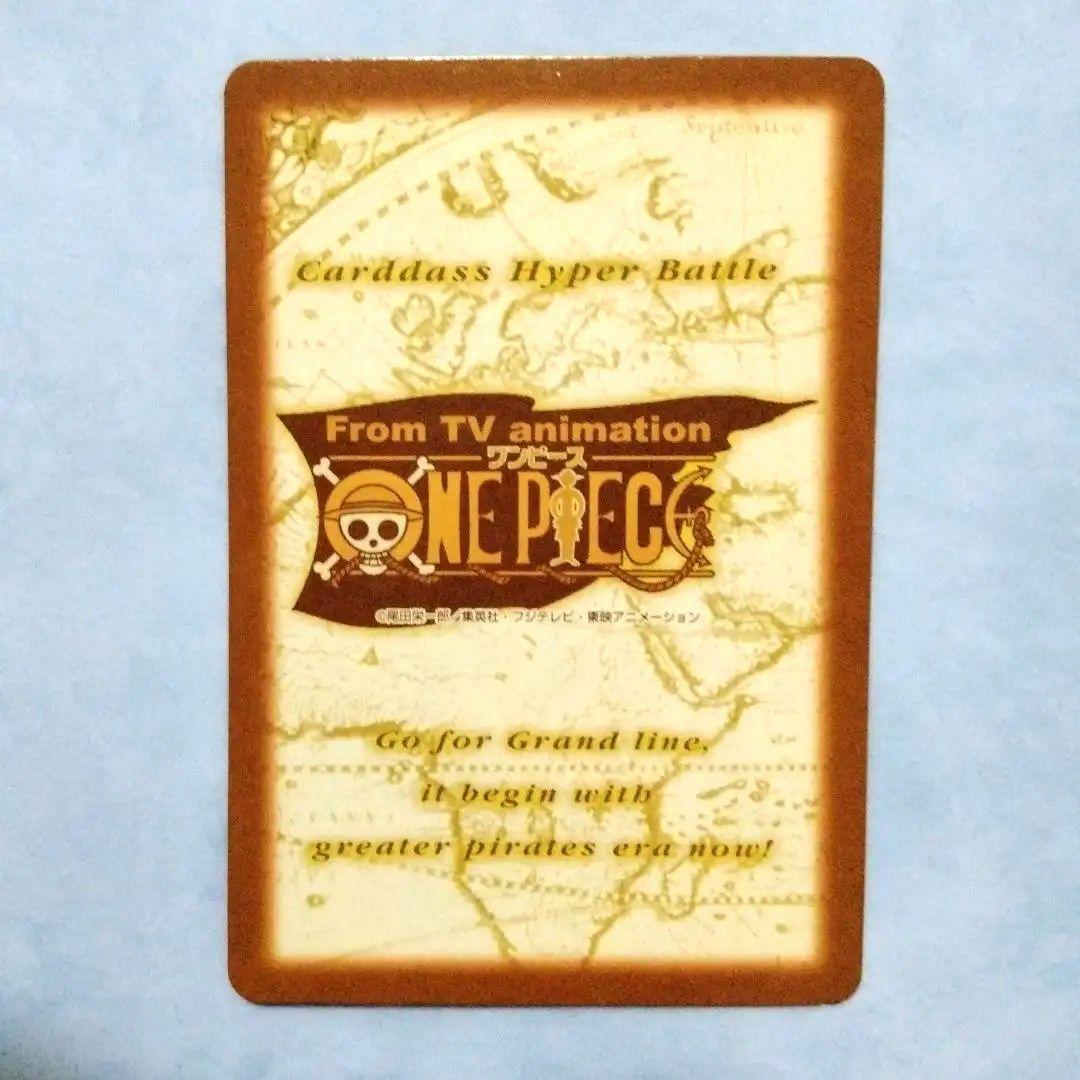 Septentrio
Carddass Hyper Battle
From TV animation
ワンピース
ONE PIECE
©尾田栄一郎／集英社・フジテレビ・東映アニメーション
Go for Grand line,
it begin with
greater pirates era now!